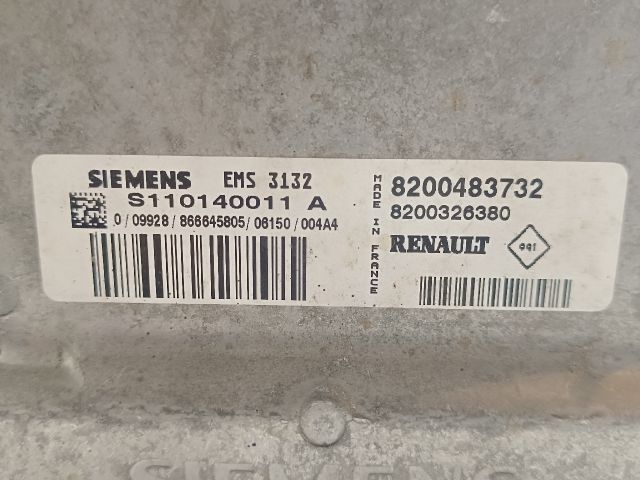 SIEMENS EMS 3132
S110140011 A
0 / 09928 / 866645805 / 06150 / 004A4
MADE IN FRANCE
8200483732
8200326380
RENAULT
SIEMENS